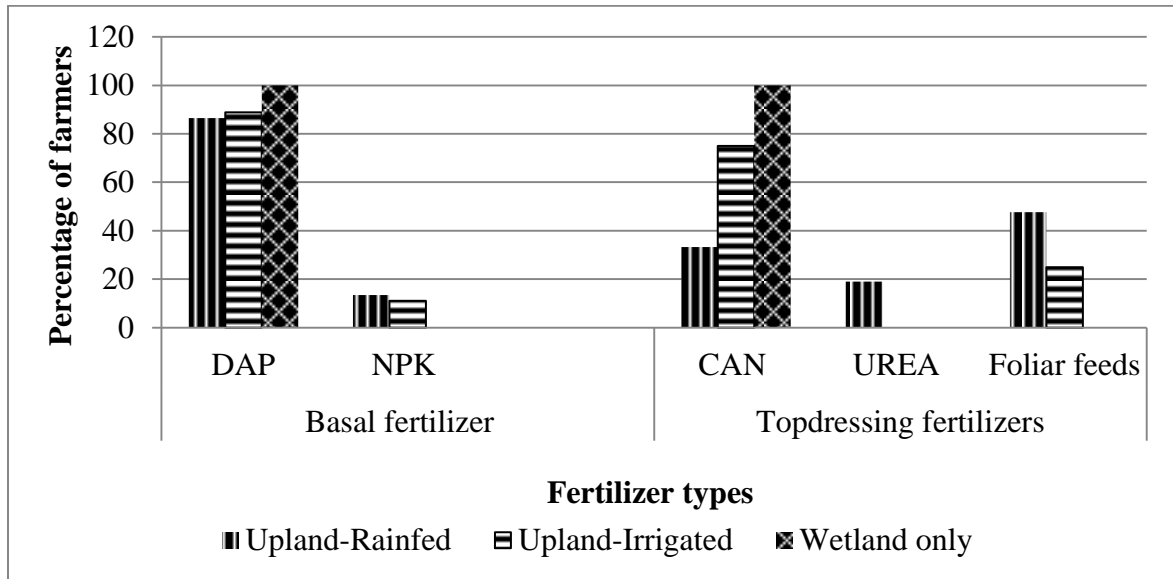 Percentage of farmers
120
100
80
60
40
20
0
DAP NPK CAN UREA Foliar feeds
Basal fertilizer Topdressing fertilizers
Fertilizer types
Upland-Rainfed Upland-Irrigated Wetland only